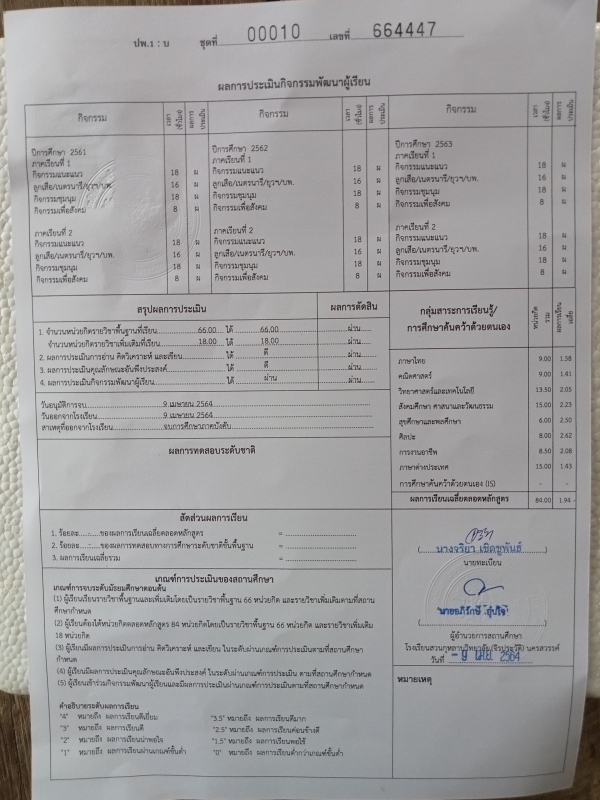 ปพ.1 : บ ชุดที่ 00010 เลขที่ 664447
ผลการประเมินกิจกรรมพัฒนาผู้เรียน
กิจกรรม เวลา (ชั่วโมง) ผลการประเมิน กิจกรรม เวลา (ชั่วโมง) ผลการประเมิน กิจกรรม เวลา (ชั่วโมง) ผลการประเมิน
ปีการศึกษา 2561
ภาคเรียนที่ 1
กิจกรรมแนะแนว 18 ผ
ลูกเสือ/เนตรนารี/ยุวฯ/บพ. 16 ผ
กิจกรรมชุมนุม 18 ผ
กิจกรรมเพื่อสังคม 8 ผ
ภาคเรียนที่ 2
กิจกรรมแนะแนว 18 ผ
ลูกเสือ/เนตรนารี/ยุวฯ/บพ. 16 ผ
กิจกรรมชุมนุม 18 ผ
กิจกรรมเพื่อสังคม 8 ผ
ปีการศึกษา 2562
ภาคเรียนที่ 1
กิจกรรมแนะแนว 18 ผ
ลูกเสือ/เนตรนารี/ยุวฯ/บพ. 16 ผ
กิจกรรมชุมนุม 18 ผ
กิจกรรมเพื่อสังคม 8 ผ
ภาคเรียนที่ 2
กิจกรรมแนะแนว 18 ผ
ลูกเสือ/เนตรนารี/ยุวฯ/บพ. 16 ผ
กิจกรรมชุมนุม 18 ผ
กิจกรรมเพื่อสังคม 8 ผ
ปีการศึกษา 2563
ภาคเรียนที่ 1
กิจกรรมแนะแนว 18 ผ
ลูกเสือ/เนตรนารี/ยุวฯ/บพ. 16 ผ
กิจกรรมชุมนุม 18 ผ
กิจกรรมเพื่อสังคม 8 ผ
ภาคเรียนที่ 2
กิจกรรมแนะแนว 18 ผ
ลูกเสือ/เนตรนารี/ยุวฯ/บพ. 16 ผ
กิจกรรมชุมนุม 18 ผ
กิจกรรมเพื่อสังคม 8 ผ
สรุปผลการประเมิน ผลการตัดสิน
1. จำนวนหน่วยกิตรายวิชาพื้นฐานที่เรียน 66.00 ได้ 66.00 ผ่าน
จำนวนหน่วยกิตรายวิชาเพิ่มเติมที่เรียน 18.00 ได้ 18.00 ผ่าน
2. ผลการประเมินการอ่าน คิดวิเคราะห์ และเขียน ได้ ดี ผ่าน
3. ผลการประเมินคุณลักษณะอันพึงประสงค์ ได้ ดี ผ่าน
4. ผลการประเมินกิจกรรมพัฒนาผู้เรียน ได้ ผ่าน ผ่าน
วันอนุมัติการจบ 9 เมษายน 2564
วันออกจากโรงเรียน 9 เมษายน 2564
สาเหตุที่ออกจากโรงเรียน จบการศึกษาภาคบังคับ
ผลการทดสอบระดับชาติ
กลุ่มสาระการเรียนรู้/ การศึกษาค้นคว้าด้วยตนเอง หน่วยกิตรวม ผลการเรียนเฉลี่ย
ภาษาไทย 9.00 1.58
คณิตศาสตร์ 9.00 1.41
วิทยาศาสตร์และเทคโนโลยี 13.50 2.05
สังคมศึกษา ศาสนาและวัฒนธรรม 15.00 2.23
สุขศึกษาและพลศึกษา 6.00 2.50
ศิลปะ 8.00 2.62
การงานอาชีพ 8.50 2.08
ภาษาต่างประเทศ 15.00 1.43
การศึกษาค้นคว้าด้วยตนเอง (IS) - -
ผลการเรียนเฉลี่ยตลอดหลักสูตร 84.00 1.94
สัดส่วนผลการเรียน
1. ร้อยละ.....-.....ของผลการเรียนเฉลี่ยตลอดหลักสูตร = ..............................
2. ร้อยละ.....-.....ของผลการทดสอบทางการศึกษาระดับชาติขั้นพื้นฐาน = ..............................
3. ผลการเรียนเฉลี่ยรวม = ..............................
เกณฑ์การประเมินของสถานศึกษา
เกณฑ์การจบระดับมัธยมศึกษาตอนต้น
(1) ผู้เรียนเรียนรายวิชาพื้นฐานและเพิ่มเติมโดยเป็นรายวิชาพื้นฐาน 66 หน่วยกิต และรายวิชาเพิ่มเติมตามที่สถาน
ศึกษากำหนด
(2) ผู้เรียนต้องได้หน่วยกิตตลอดหลักสูตร 84 หน่วยกิตโดยเป็นรายวิชาพื้นฐาน 66 หน่วยกิต และรายวิชาเพิ่มเติม
18 หน่วยกิต
(3) ผู้เรียนมีผลการประเมินการอ่าน คิดวิเคราะห์ และเขียน ในระดับผ่านเกณฑ์การประเมินตามที่สถานศึกษา
กำหนด
(4) ผู้เรียนมีผลการประเมินคุณลักษณะอันพึงประสงค์ ในระดับผ่านเกณฑ์การประเมิน ตามที่สถานศึกษากำหนด
(5) ผู้เรียนเข้าร่วมกิจกรรมพัฒนาผู้เรียนและมีผลการประเมินผ่านเกณฑ์การประเมินตามที่สถานศึกษากำหนด
คำอธิบายระดับผลการเรียน
"4" หมายถึง ผลการเรียนดีเยี่ยม "3.5" หมายถึง ผลการเรียนดีมาก
"3" หมายถึง ผลการเรียนดี "2.5" หมายถึง ผลการเรียนค่อนข้างดี
"2" หมายถึง ผลการเรียนน่าพอใจ "1.5" หมายถึง ผลการเรียนพอใช้
"1" หมายถึง ผลการเรียนผ่านเกณฑ์ขั้นต่ำ "0" หมายถึง ผลการเรียนต่ำกว่าเกณฑ์ขั้นต่ำ
(นางจริยา เชิดชูพันธ์)
นายทะเบียน
ผู้อำนวยการสถานศึกษา
นครสวรรค์
วันที่ - 9 เม.ย. 2564
หมายเหตุ